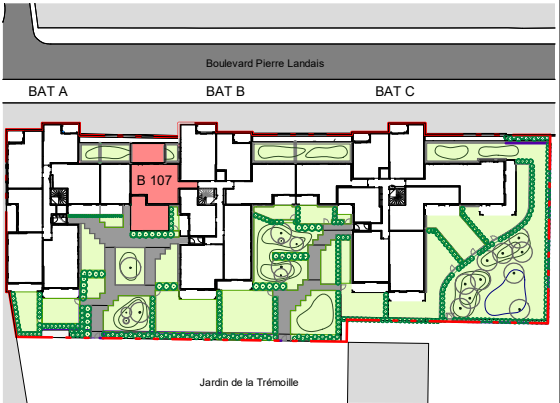 Boulevard Pierre Landais
BAT A
BAT B
BAT C
B 107
Jardin de la Trémoille